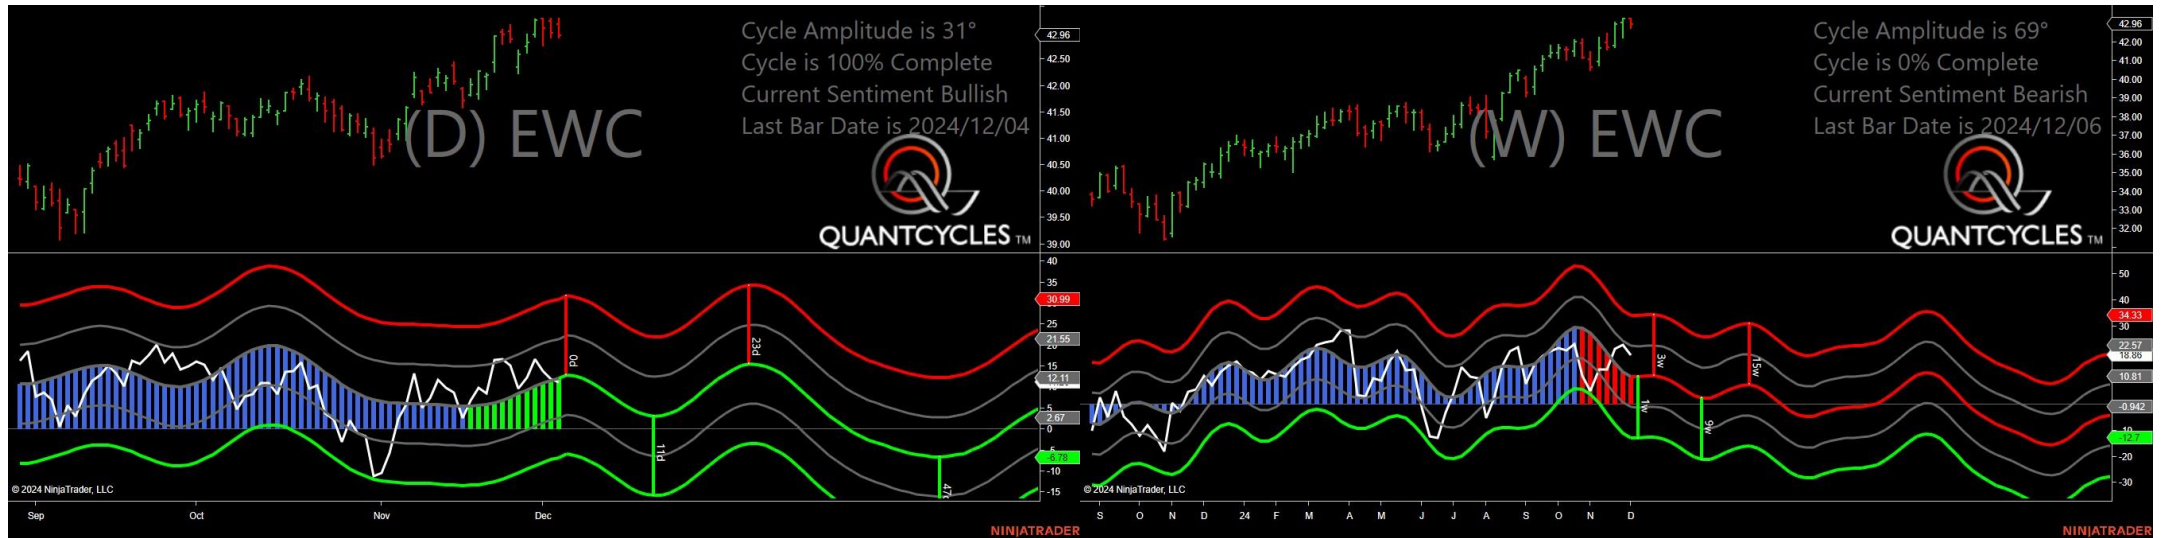 Cycle Amplitude is 31°
Cycle is 100% Complete
Current Sentiment Bullish
Last Bar Date is 2024/12/04
(D) EWC
QUANTCYCLES TM
42.96
42.50
42.00
41.50
41.00
40.50
40.00
39.50
39.00
40
35
30.99
25
21.55
20
15
12.11
5
2.67
0
-6.78
-10
-15
0d
11d
23d
47
© 2024 NinjaTrader, LLC
Sep Oct Nov Dec
NINJATRADER
Cycle Amplitude is 69°
Cycle is 0% Complete
Current Sentiment Bearish
Last Bar Date is 2024/12/06
(W) EWC
QUANTCYCLES TM
42.96
42.00
41.00
40.00
39.00
38.00
37.00
36.00
35.00
34.00
33.00
32.00
50
40
34.33
30
22.57
18.86
10.81
-0.942
-12.7
-20
-30
3w
1w
9w
15w
© 2024 NinjaTrader, LLC
S O N D 24 F M A M J J A S O N D
NINJATRADER